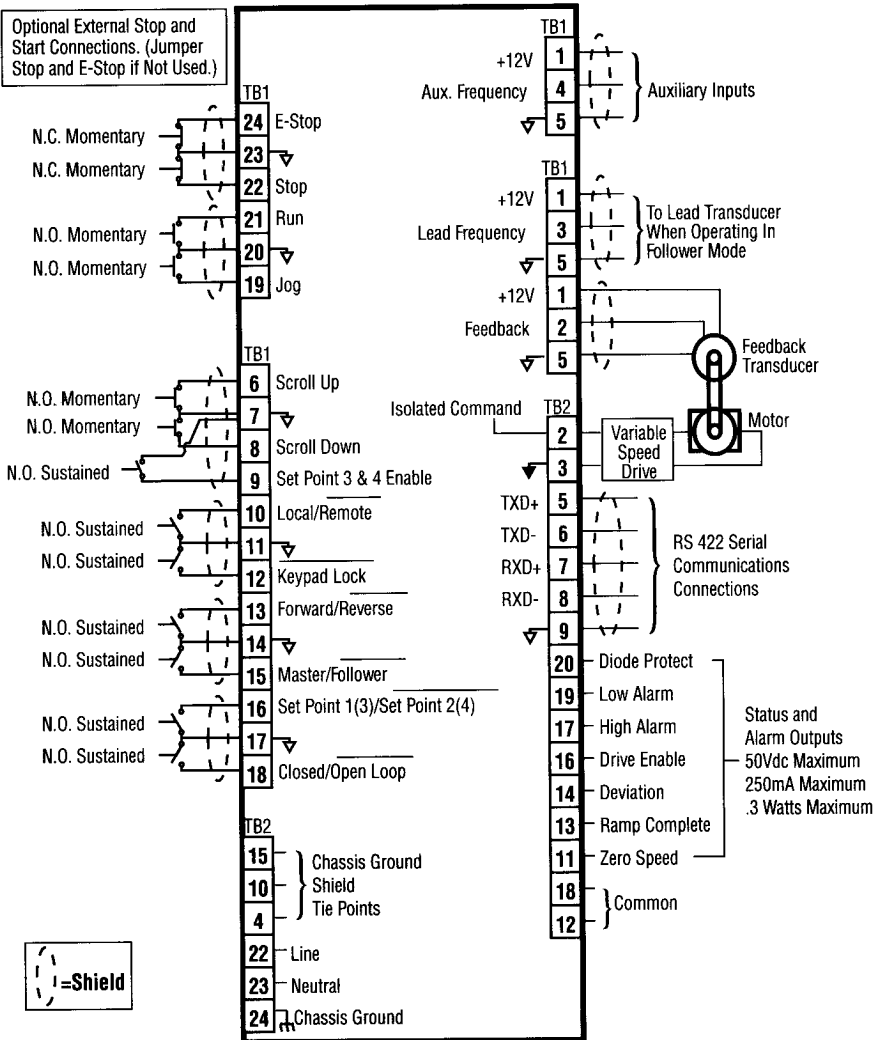 Optional External Stop and
Start Connections. (Jumper
Stop and E-Stop if Not Used.)
TB1
N.C. Momentary
N.C. Momentary
24 E-Stop
23
22 Stop
N.O. Momentary
N.O. Momentary
21 Run
20
19 Jog
TB1
N.O. Momentary
N.O. Momentary
N.O. Sustained
6 Scroll Up
7
8 Scroll Down
9 Set Point 3 & 4 Enable
N.O. Sustained
N.O. Sustained
10 Local/Remote
11
12 Keypad Lock
N.O. Sustained
N.O. Sustained
13 Forward/Reverse
14
15 Master/Follower
N.O. Sustained
N.O. Sustained
16 Set Point 1(3)/Set Point 2(4)
17
18 Closed/Open Loop
TB2
15
10
4
Chassis Ground
Shield
Tie Points
22 Line
23 Neutral
24 Chassis Ground
=Shield
TB1
+12V 1
Aux. Frequency 4
5
Auxiliary Inputs
TB1
+12V 1
Lead Frequency 3
5
To Lead Transducer
When Operating In
Follower Mode
+12V 1
Feedback 2
5
Feedback
Transducer
Motor
Isolated Command
TB2
2
3
Variable
Speed
Drive
TXD+ 5
TXD- 6
RXD+ 7
RXD- 8
9
RS 422 Serial
Communications
Connections
20 Diode Protect
19 Low Alarm
17 High Alarm
16 Drive Enable
14 Deviation
13 Ramp Complete
11 Zero Speed
Status and
Alarm Outputs
50Vdc Maximum
250mA Maximum
.3 Watts Maximum
18
12
Common